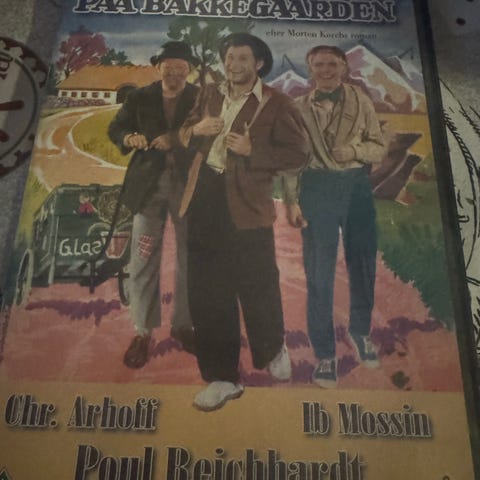 PAA BAKKEGAARDEN
efter Morten Korchs roman
Glas
Chr. Arhoff
Ib Mossin
Poul Reichhardt